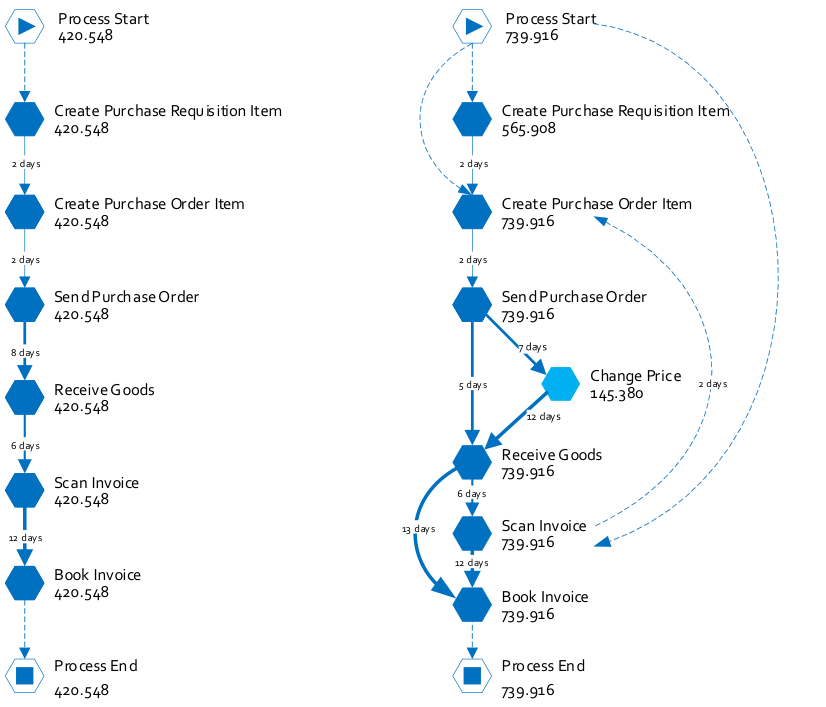 Process Start
420.548
Create Purchase Requisition Item
420.548
2 days
Create Purchase Order Item
420.548
2 days
Send Purchase Order
420.548
8 days
Receive Goods
420.548
6 days
Scan Invoice
420.548
12 days
Book Invoice
420.548
Process End
420.548
Process Start
739.916
Create Purchase Requisition Item
565.908
2 days
Create Purchase Order Item
739.916
2 days
Send Purchase Order
739.916
7 days
5 days
Change Price
145.380
2 days
12 days
Receive Goods
739.916
6 days
13 days
Scan Invoice
739.916
12 days
Book Invoice
739.916
Process End
739.916